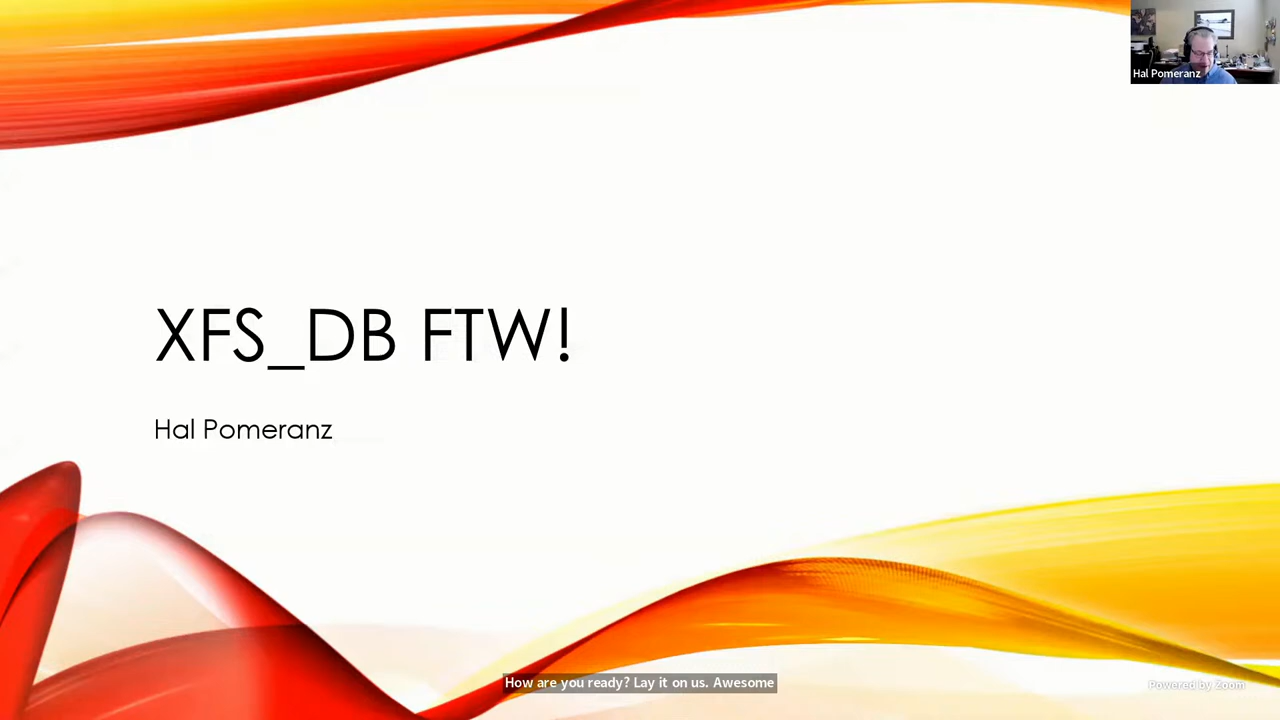 Hal Pomeranz
XFS_DB FTW!
Hal Pomeranz
How are you ready? Lay it on us. Awesome
Powered by Zoom